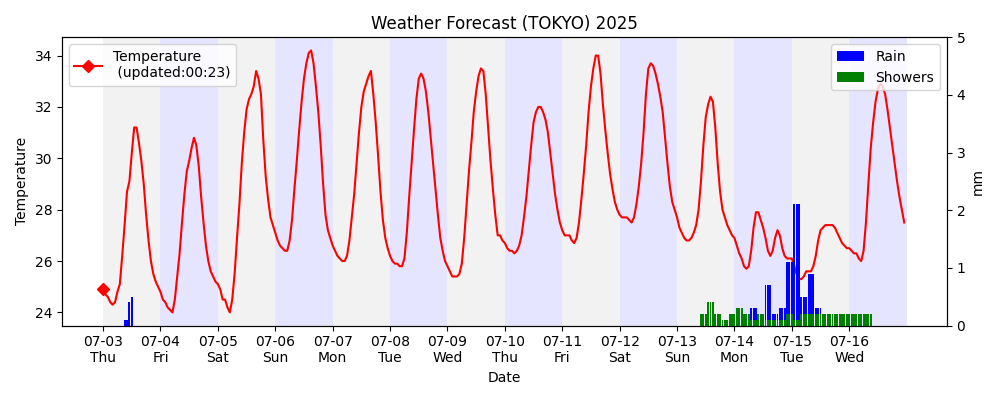 Weather Forecast (TOKYO) 2025
Temperature
(updated:00:23)
Rain
Showers
Temperature
34
32
30
28
26
24
5
4
3
2
1
0
mm
07-03 07-04 07-05 07-06 07-07 07-08 07-09 07-10 07-11 07-12 07-13 07-14 07-15 07-16
Thu Fri Sat Sun Mon Tue Wed Thu Fri Sat Sun Mon Tue Wed
Date